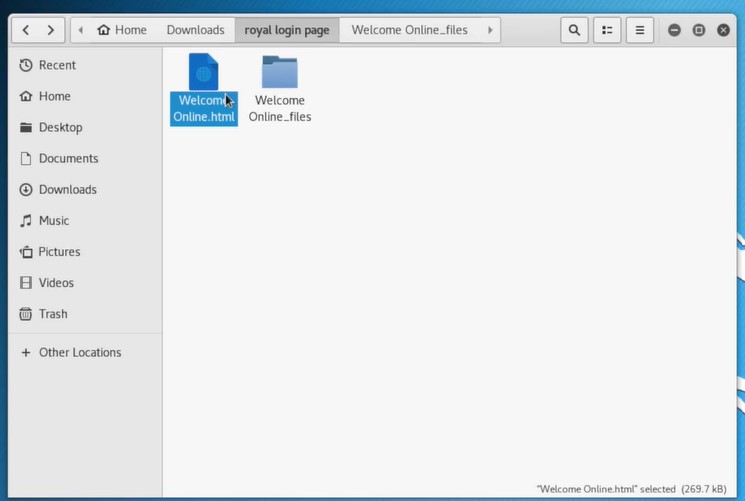 Home Downloads royal login page Welcome Online_files
Recent
Home
Desktop
Documents
Downloads
Music
Pictures
Videos
Trash
+ Other Locations
Welcome
Online.html
Welcome
Online_files
"Welcome Online.html" selected (269.7 kB)